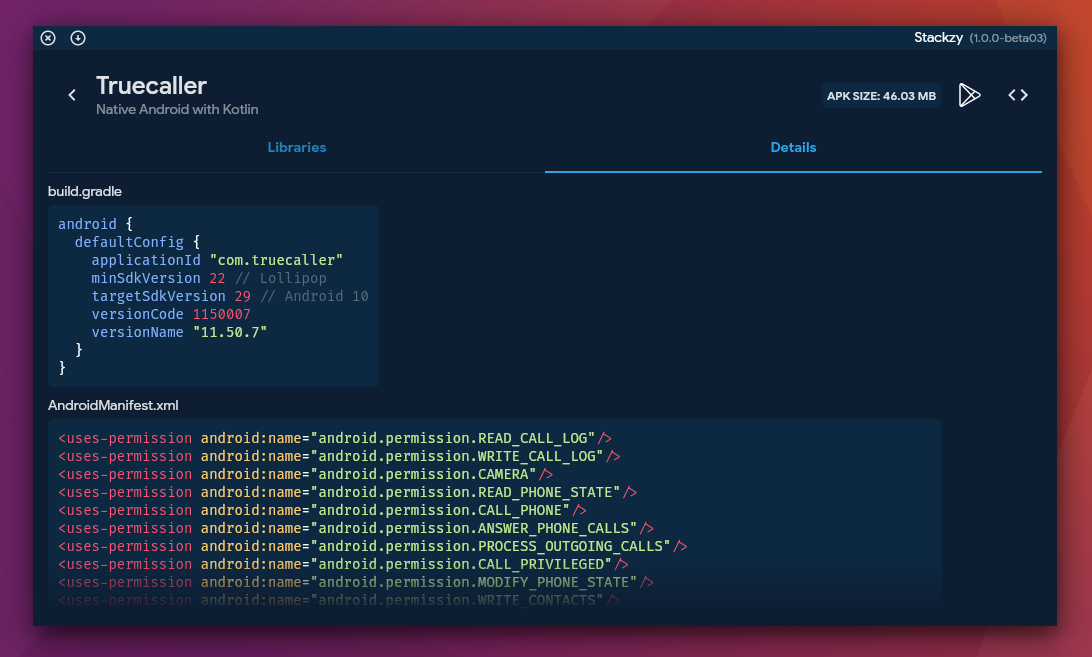 Stackzy (1.0.0-beta03)
Truecaller
Native Android with Kotlin
APK SIZE: 46.03 MB
Libraries
Details
build.gradle
android {
  defaultConfig {
    applicationId "com.truecaller"
    minSdkVersion 22 // Lollipop
    targetSdkVersion 29 // Android 10
    versionCode 1150007
    versionName "11.50.7"
  }
}
AndroidManifest.xml
<uses-permission android:name="android.permission.READ_CALL_LOG"/>
<uses-permission android:name="android.permission.WRITE_CALL_LOG"/>
<uses-permission android:name="android.permission.CAMERA"/>
<uses-permission android:name="android.permission.READ_PHONE_STATE"/>
<uses-permission android:name="android.permission.CALL_PHONE"/>
<uses-permission android:name="android.permission.ANSWER_PHONE_CALLS"/>
<uses-permission android:name="android.permission.PROCESS_OUTGOING_CALLS"/>
<uses-permission android:name="android.permission.CALL_PRIVILEGED"/>
<uses-permission android:name="android.permission.MODIFY_PHONE_STATE"/>
<uses-permission android:name="android.permission.WRITE_CONTACTS"/>